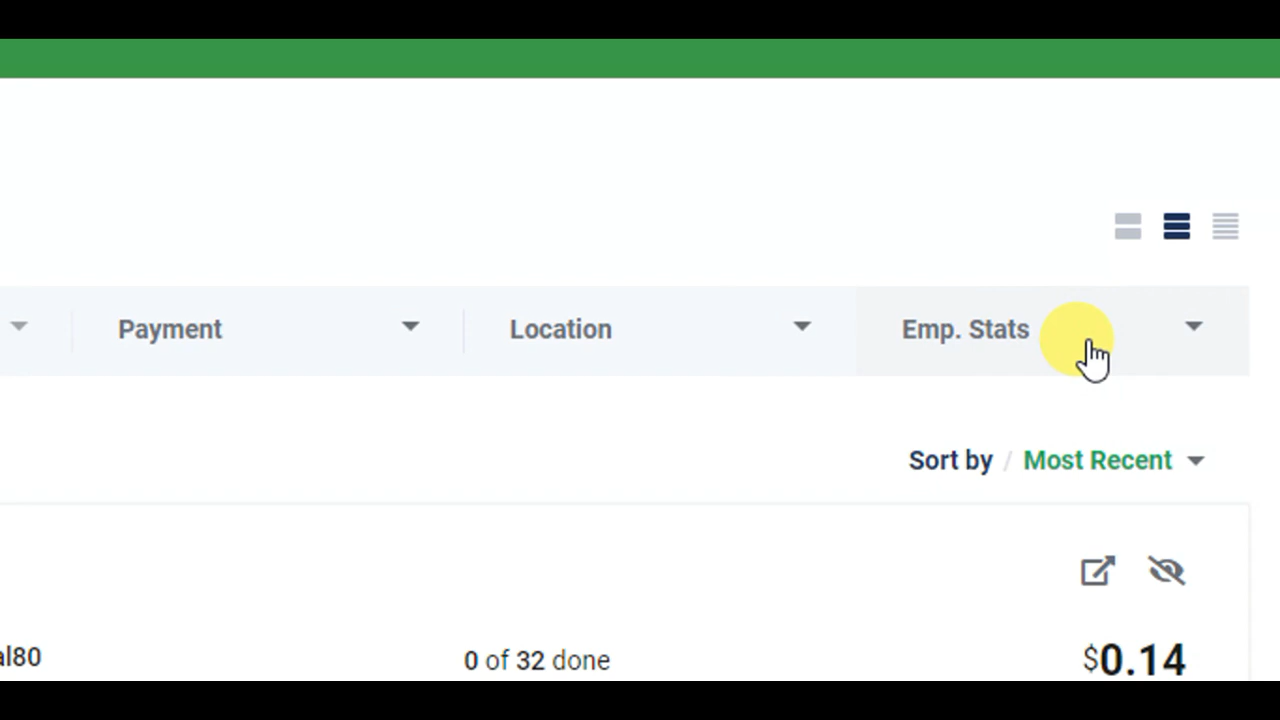 Payment Location Emp. Stats
Sort by / Most Recent
al80 0 of 32 done $0.14